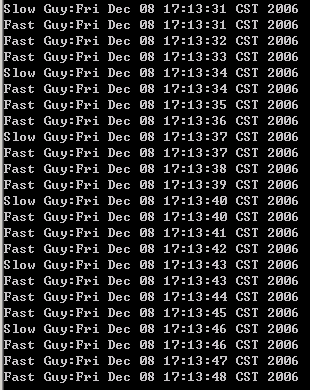 Slow Guy:Fri Dec 08 17:13:31 CST 2006
Fast Guy:Fri Dec 08 17:13:31 CST 2006
Fast Guy:Fri Dec 08 17:13:32 CST 2006
Fast Guy:Fri Dec 08 17:13:33 CST 2006
Slow Guy:Fri Dec 08 17:13:34 CST 2006
Fast Guy:Fri Dec 08 17:13:34 CST 2006
Fast Guy:Fri Dec 08 17:13:35 CST 2006
Fast Guy:Fri Dec 08 17:13:36 CST 2006
Slow Guy:Fri Dec 08 17:13:37 CST 2006
Fast Guy:Fri Dec 08 17:13:37 CST 2006
Fast Guy:Fri Dec 08 17:13:38 CST 2006
Fast Guy:Fri Dec 08 17:13:39 CST 2006
Slow Guy:Fri Dec 08 17:13:40 CST 2006
Fast Guy:Fri Dec 08 17:13:40 CST 2006
Fast Guy:Fri Dec 08 17:13:41 CST 2006
Fast Guy:Fri Dec 08 17:13:42 CST 2006
Slow Guy:Fri Dec 08 17:13:43 CST 2006
Fast Guy:Fri Dec 08 17:13:43 CST 2006
Fast Guy:Fri Dec 08 17:13:44 CST 2006
Fast Guy:Fri Dec 08 17:13:45 CST 2006
Slow Guy:Fri Dec 08 17:13:46 CST 2006
Fast Guy:Fri Dec 08 17:13:46 CST 2006
Fast Guy:Fri Dec 08 17:13:47 CST 2006
Fast Guy:Fri Dec 08 17:13:48 CST 2006